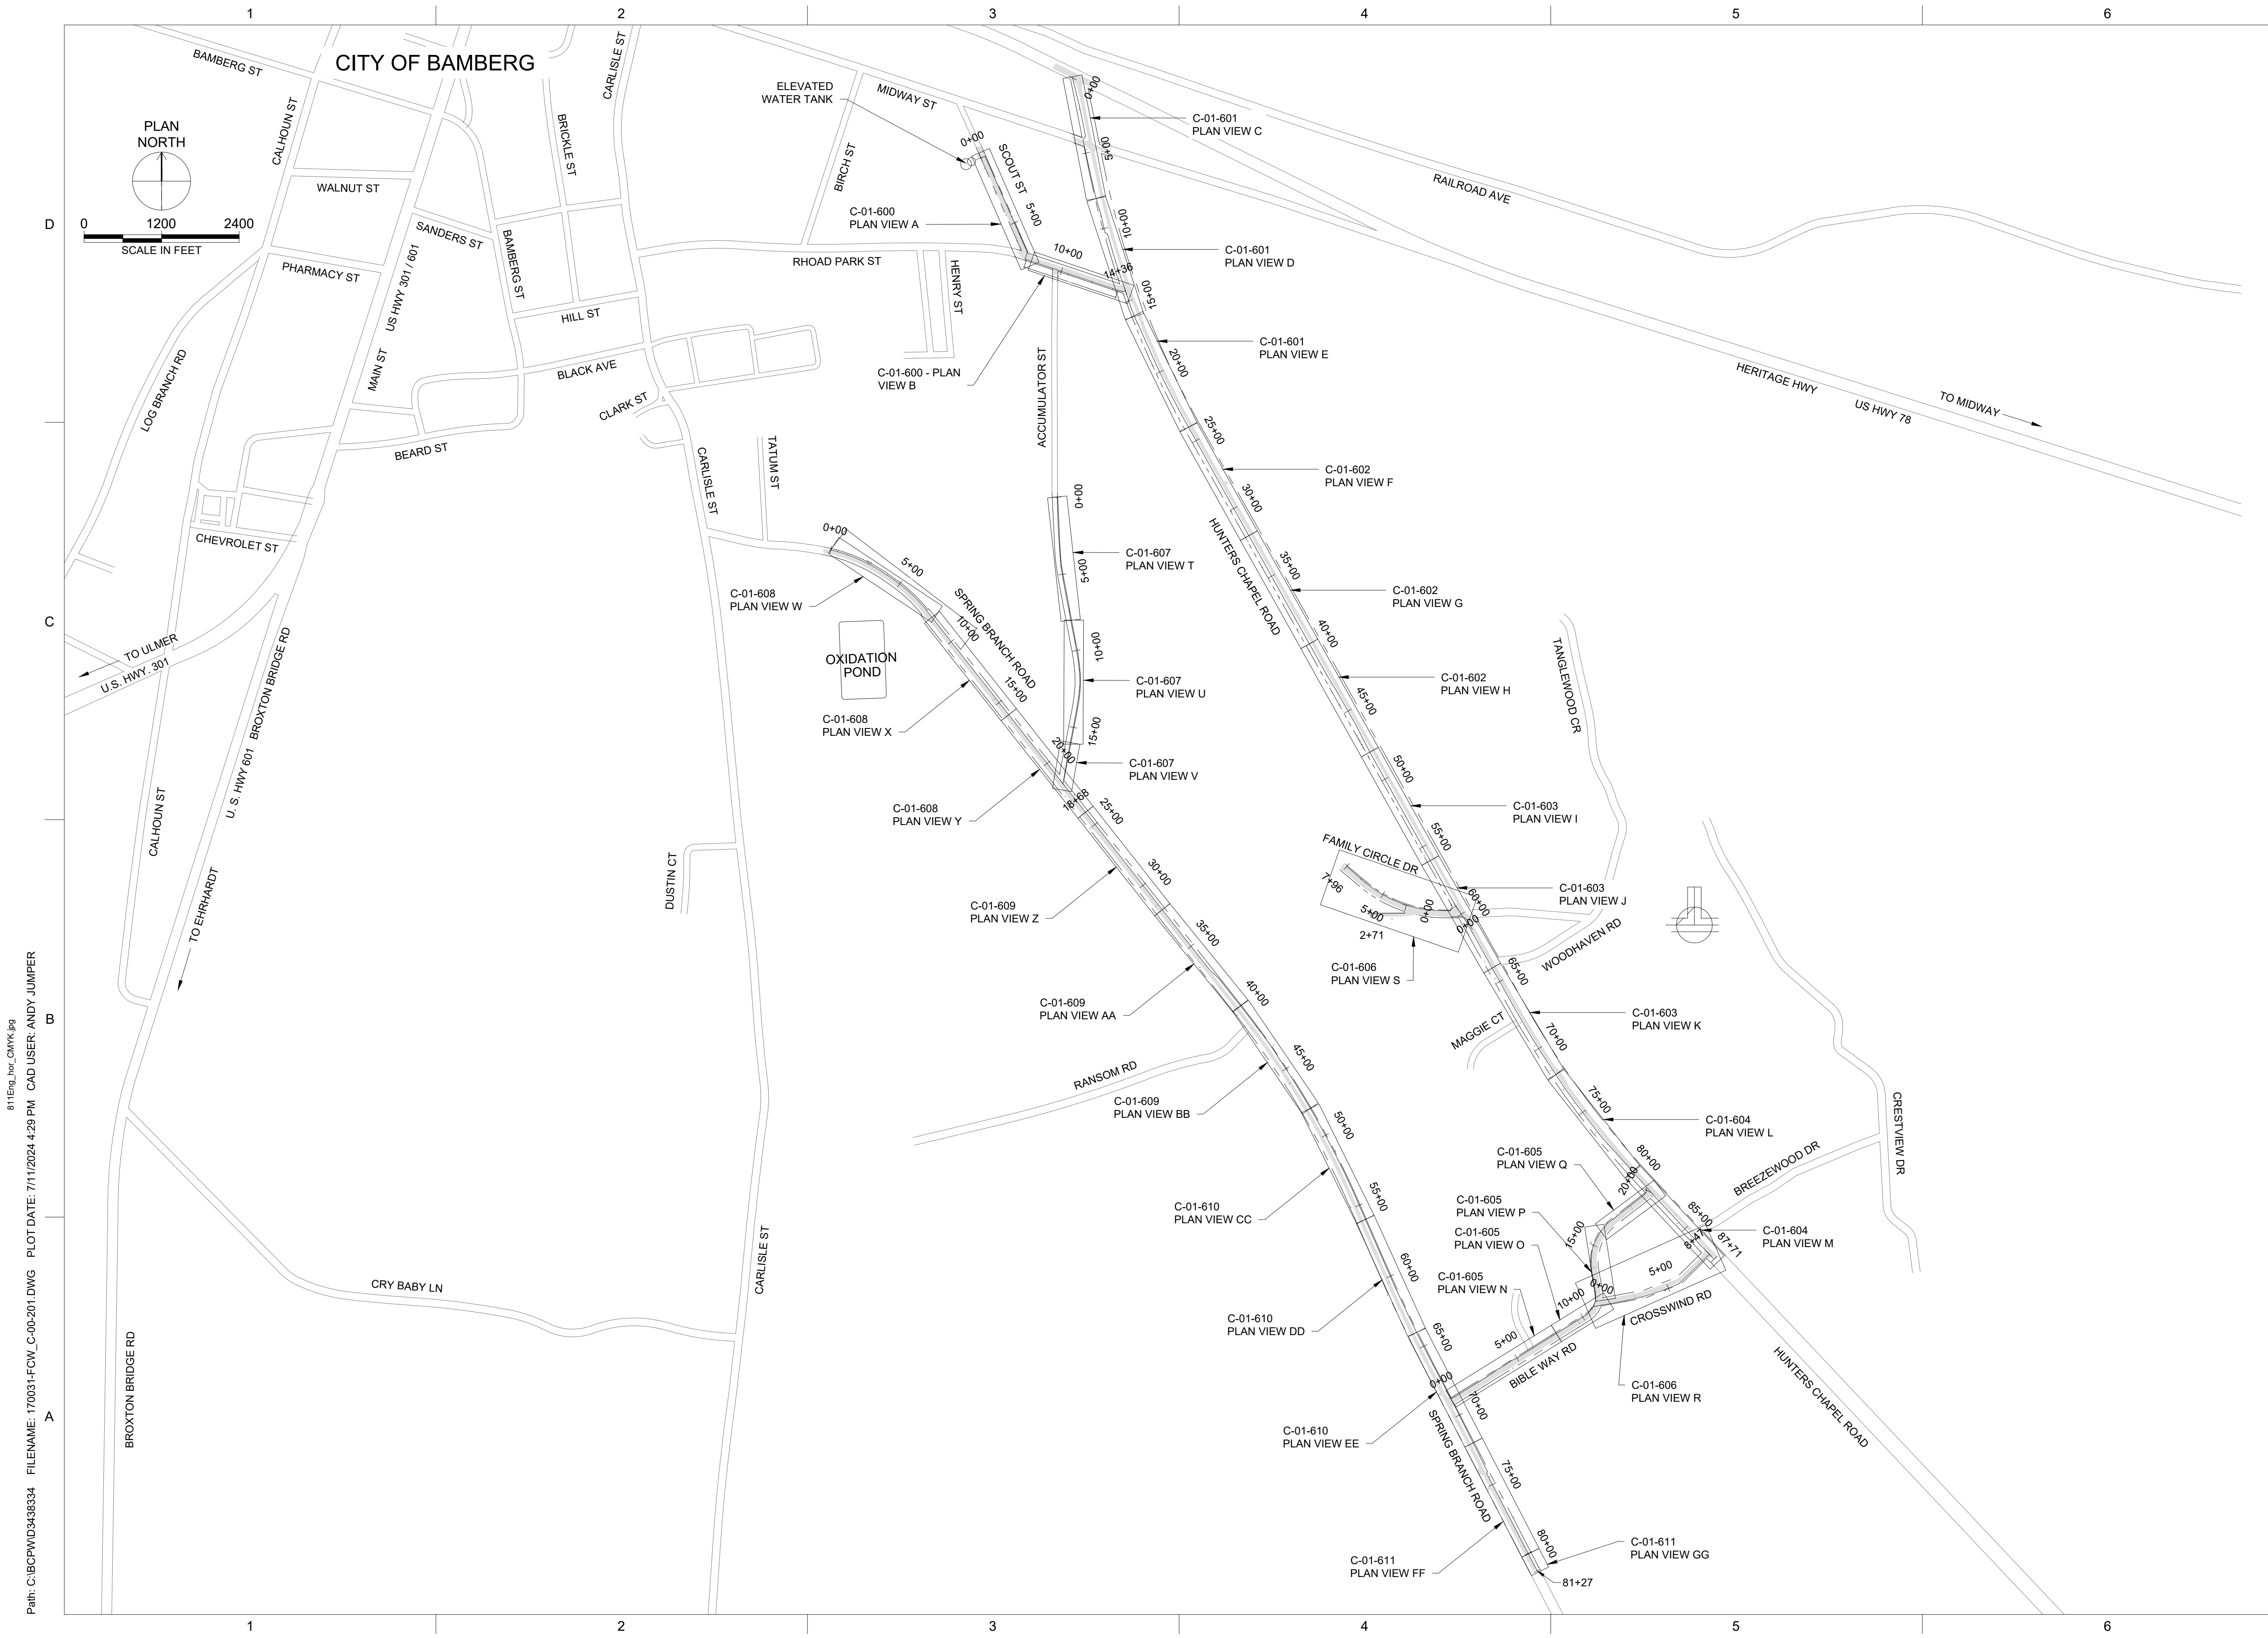 1
2
3
4
5
6
CITY OF BAMBERG
BAMBERG ST
CALHOUN ST
BRICKLE ST
CARLISLE ST
ELEVATED
WATER TANK
MIDWAY ST
0+00
C-01-601
PLAN VIEW C
5+00
PLAN
NORTH
0+00
SCOUT ST
BIRCH ST
WALNUT ST
RAILROAD AVE
D
0
1200
2400
SCALE IN FEET
SANDERS ST
BAMBERG ST
US HWY 301 / 601
C-01-600
PLAN VIEW A
5+00
10+00
10+00
C-01-601
PLAN VIEW D
RHOAD PARK ST
14+36
15+00
PHARMACY ST
HENRY ST
HILL ST
C-01-601
PLAN VIEW E
20+00
LOG BRANCH RD
MAIN ST
BLACK AVE
C-01-600 - PLAN
VIEW B
ACCUMULATOR ST
HERITAGE HWY
US HWY 78
TO MIDWAY
CLARK ST
BEARD ST
TATUM ST
CARLISLE ST
25+00
C-01-602
PLAN VIEW F
30+00
0+00
HUNTERS CHAPEL ROAD
CHEVROLET ST
0+00
5+00
C-01-607
PLAN VIEW T
5+00
35+00
C-01-602
PLAN VIEW G
C-01-608
PLAN VIEW W
SPRING BRANCH ROAD
10+00
C
TO ULMER
U.S. HWY. 301
U. S. HWY 601
BROXTON BRIDGE RD
OXIDATION
POND
10+00
40+00
TANGLEWOOD CR
C-01-607
PLAN VIEW U
C-01-602
PLAN VIEW H
15+00
45+00
C-01-608
PLAN VIEW X
15+00
20+00
C-01-607
PLAN VIEW V
50+00
CALHOUN ST
18+68
25+00
C-01-608
PLAN VIEW Y
C-01-603
PLAN VIEW I
55+00
FAMILY CIRCLE DR
DUSTIN CT
30+00
7+96
5+00
0+00
2+71
60+00
0+00
C-01-603
PLAN VIEW J
TO EHRHARDT
C-01-609
PLAN VIEW Z
35+00
WOODHAVEN RD
C-01-606
PLAN VIEW S
65+00
40+00
C-01-609
PLAN VIEW AA
B
MAGGIE CT
70+00
C-01-603
PLAN VIEW K
45+00
RANSOM RD
C-01-609
PLAN VIEW BB
75+00
C-01-604
PLAN VIEW L
CRESTVIEW DR
50+00
C-01-605
PLAN VIEW Q
80+00
20+00
BREEZEWOOD DR
55+00
C-01-610
PLAN VIEW CC
C-01-605
PLAN VIEW P
85+00
C-01-604
PLAN VIEW M
15+00
C-01-605
PLAN VIEW O
8+47
87+71
CARLISLE ST
60+00
C-01-605
PLAN VIEW N
5+00
0+00
10+00
CROSSWIND RD
CRY BABY LN
C-01-610
PLAN VIEW DD
65+00
5+00
BIBLE WAY RD
BROXTON BRIDGE RD
0+00
70+00
C-01-606
PLAN VIEW R
HUNTERS CHAPEL ROAD
A
C-01-610
PLAN VIEW EE
SPRING BRANCH ROAD
75+00
80+00
C-01-611
PLAN VIEW GG
C-01-611
PLAN VIEW FF
81+27
1
2
3
4
5
6
811Eng_hor_CMYK.jpg
Path: C:\BCPW\D3438334 FILENAME: 170031-FCW_C-00-201.DWG PLOT DATE: 7/11/2024 4:29 PM CAD USER: ANDY JUMPER